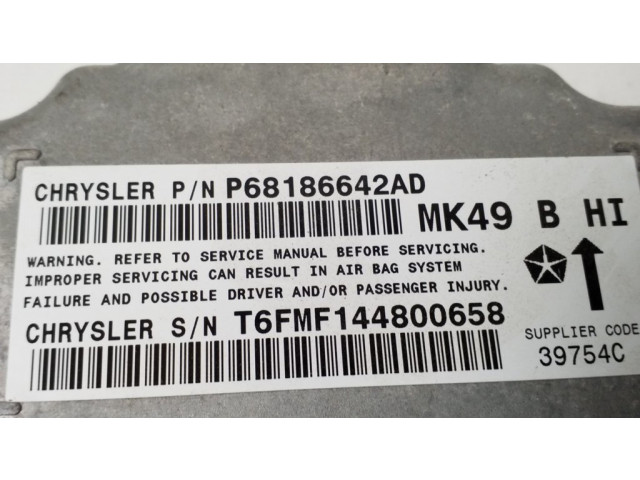 CHRYSLER P/N P68186642AD
MK49 B HI
WARNING. REFER TO SERVICE MANUAL BEFORE SERVICING.
IMPROPER SERVICING CAN RESULT IN AIR BAG SYSTEM
FAILURE AND POSSIBLE DRIVER AND/OR PASSENGER INJURY.
CHRYSLER S/N T6FMF144800658
SUPPLIER CODE
39754C